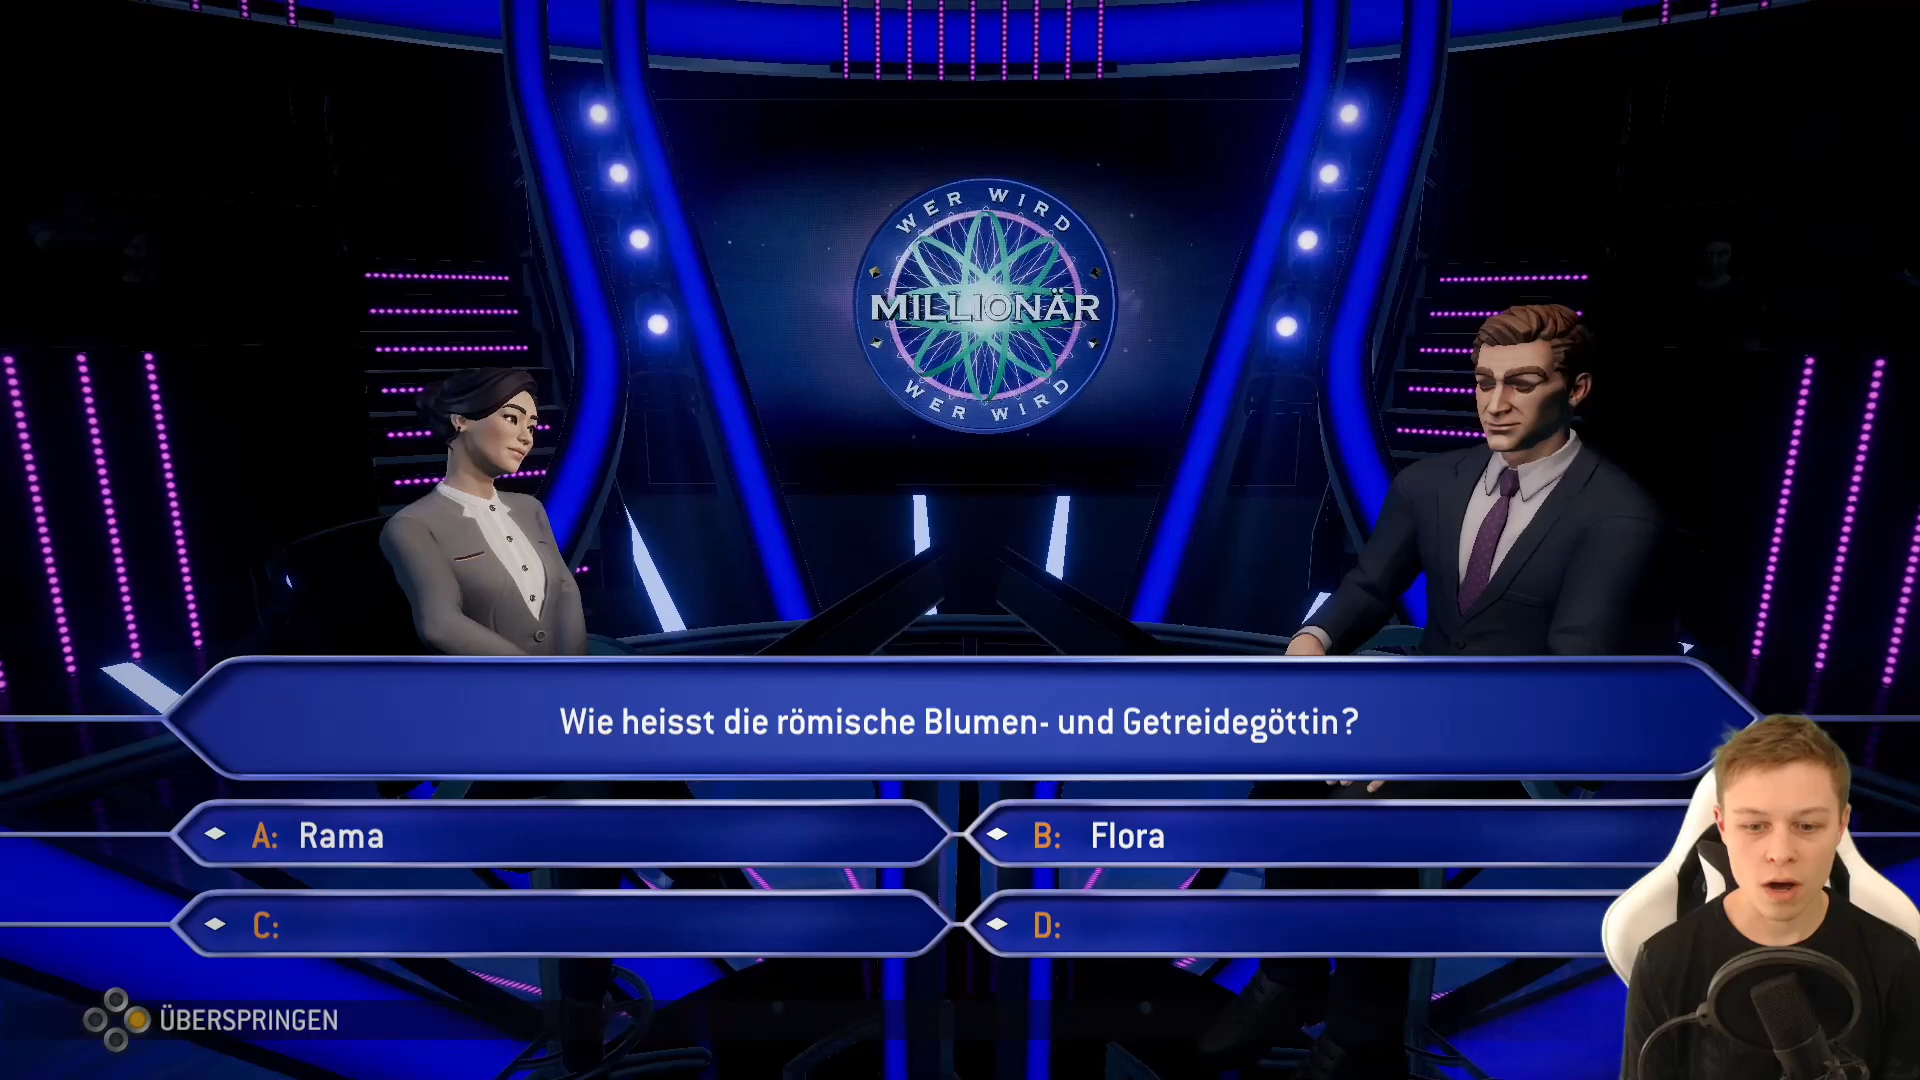 WER WIRD
MILLIONÄR
WER WIRD
Wie heisst die römische Blumen- und Getreidegöttin?
A: Rama
B: Flora
C:
D:
ÜBERSPRINGEN